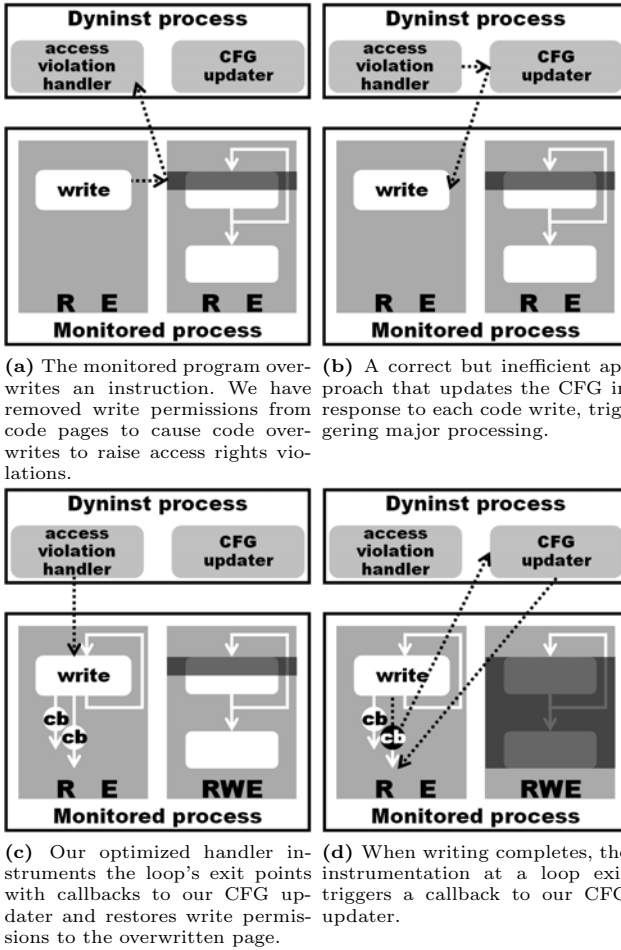 Dyninst process
access
violation
handler
CFG
updater
write
R E
R E
Monitored process
(a) The monitored program over-
writes an instruction. We have
removed write permissions from
code pages to cause code over-
writes to raise access rights vio-
lations.
Dyninst process
access
violation
handler
CFG
updater
write
R E
R E
Monitored process
(b) A correct but inefficient ap
proach that updates the CFG in
response to each code write, trig
gering major processing.
Dyninst process
access
violation
handler
CFG
updater
write
cb
cb
R E
RWE
Monitored process
(c) Our optimized handler in-
struments the loop's exit points
with callbacks to our CFG up-
dater and restores write permis-
sions to the overwritten page.
Dyninst process
access
violation
handler
CFG
updater
write
cb
cb
R E
RWE
Monitored process
(d) When writing completes, the
instrumentation at a loop exi
triggers a callback to our CFG
updater.